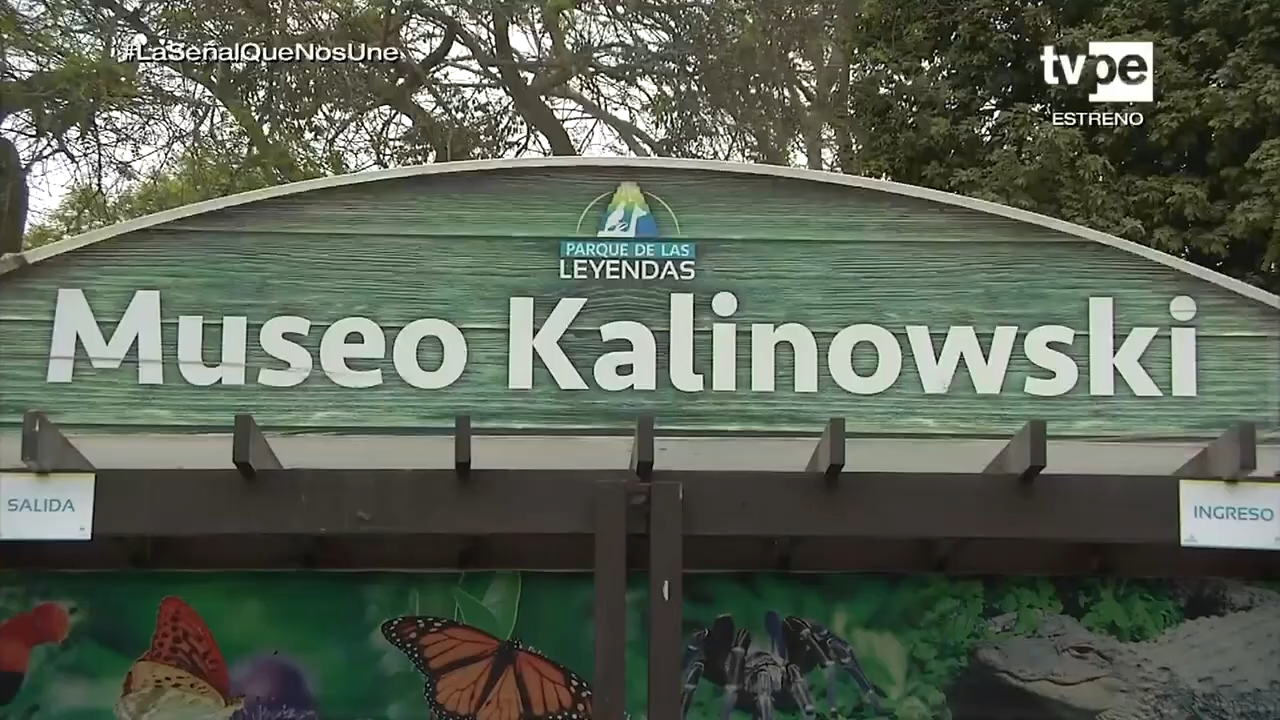 #LaSeñalQueNosUne
tvpe
ESTRENO
PARQUE DE LAS
LEYENDAS
Museo Kalinowski
SALIDA
INGRESO